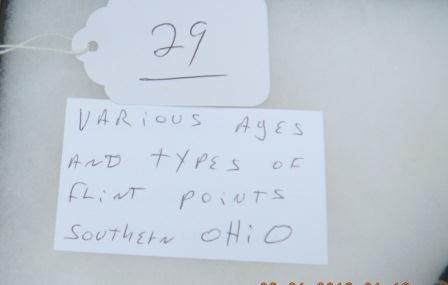 29
VARIOUS AGES
AND TYPES OF
FLINT POINTS
SOUTHERN OHIO